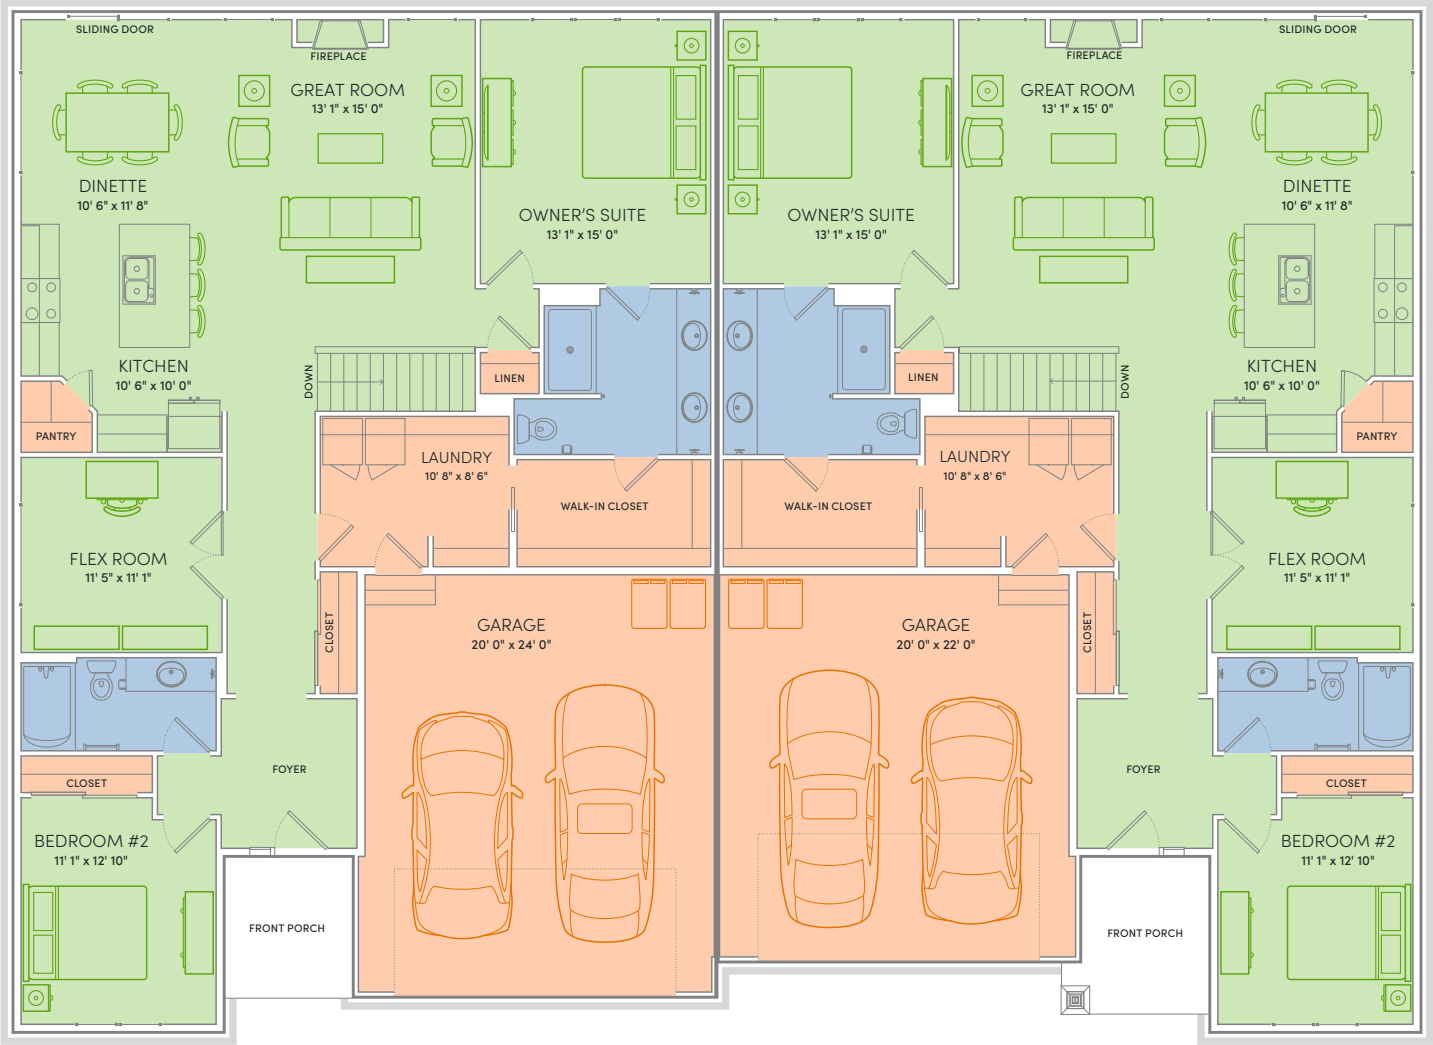 SLIDING DOOR
FIREPLACE
GREAT ROOM
13' 1" x 15' 0"
DINETTE
10' 6" x 11' 8"
OWNER'S SUITE
13' 1" x 15' 0"
KITCHEN
10' 6" x 10' 0"
DOWN
LINEN
PANTRY
LAUNDRY
10' 8" x 8' 6"
WALK-IN CLOSET
FLEX ROOM
11' 5" x 11' 1"
CLOSET
GARAGE
20' 0" x 24' 0"
FOYER
CLOSET
BEDROOM #2
11' 1" x 12' 10"
FRONT PORCH
SLIDING DOOR
FIREPLACE
GREAT ROOM
13' 1" x 15' 0"
DINETTE
10' 6" x 11' 8"
OWNER'S SUITE
13' 1" x 15' 0"
KITCHEN
10' 6" x 10' 0"
DOWN
LINEN
PANTRY
LAUNDRY
10' 8" x 8' 6"
WALK-IN CLOSET
FLEX ROOM
11' 5" x 11' 1"
CLOSET
GARAGE
20' 0" x 22' 0"
FOYER
CLOSET
BEDROOM #2
11' 1" x 12' 10"
FRONT PORCH